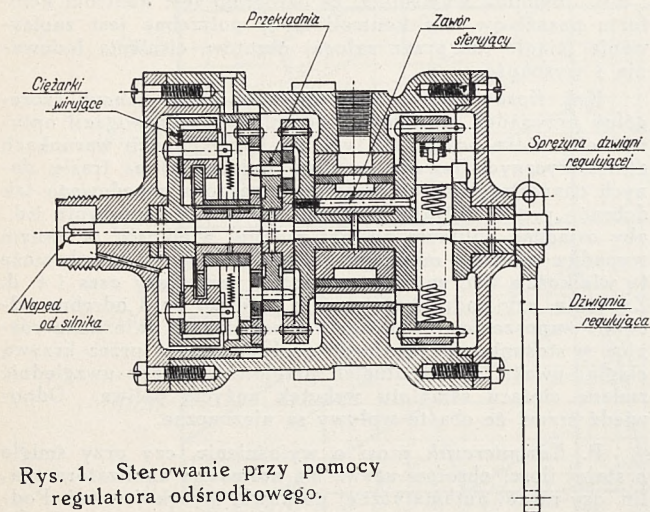 Przekładnia
Zawór
sterujący
Ciężarki
wirujące
Sprężyna dzwigni
regulującej
Napęd
od silnika
Dźwignia
regulująca
Rys. 1. Sterowanie przy pomocy
regulatora odśrodkowego.